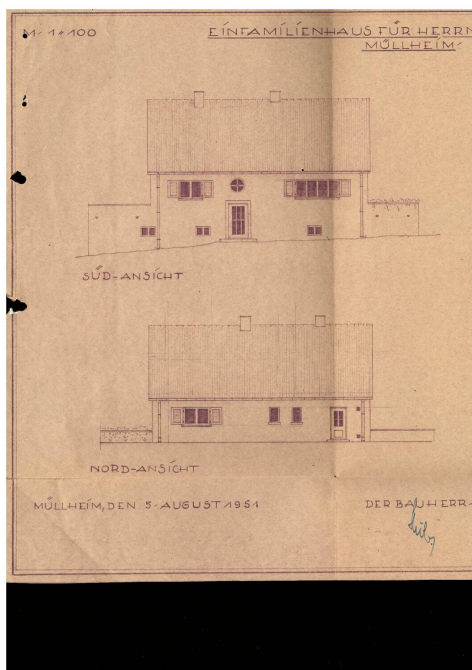 M· 1:100
EINFAMILIENHAUS FÜR HERRN
MÜLLHEIM·
SÜD-ANSICHT
NORD-ANSICHT
MÜLLHEIM, DEN 5· AUGUST 1951
DER BAUHERR·